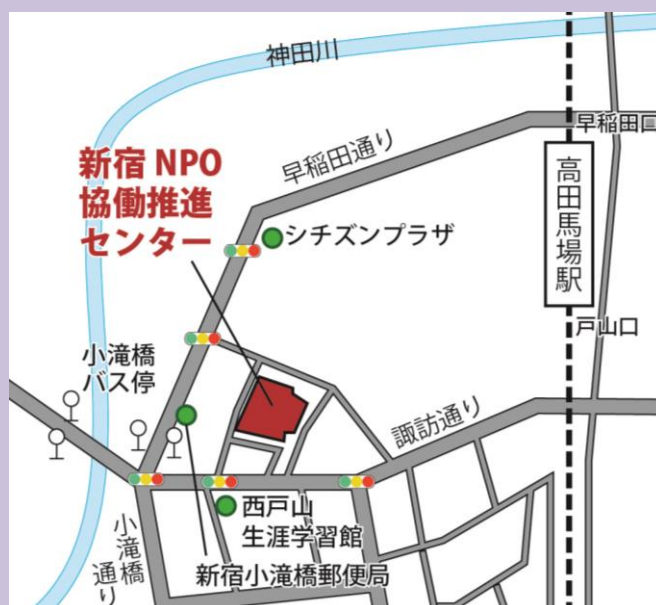 神田川
早稲田口
早稲田通り
新宿 NPO
協働推進
センター
シチズンプラザ
高田馬場駅
戸山口
小滝橋
バス停
諏訪通り
西戸山
生涯学習館
小滝橋
通り
新宿小滝橋郵便局